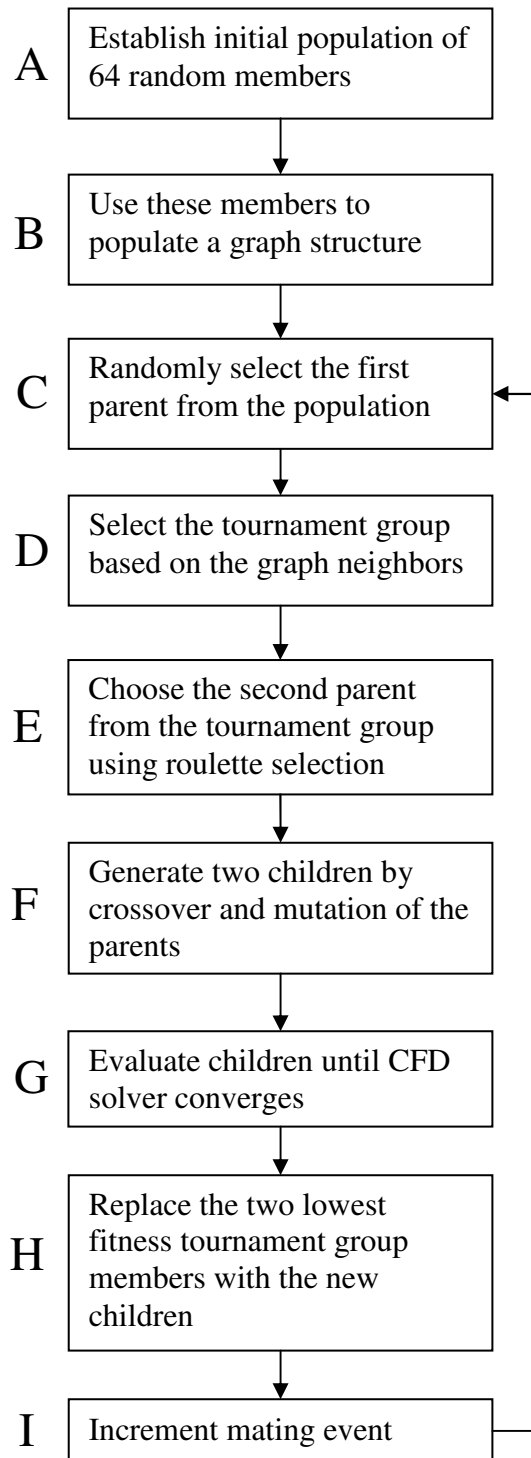 A
Establish initial population of
64 random members
B
Use these members to
populate a graph structure
C
Randomly select the first
parent from the population
D
Select the tournament group
based on the graph neighbors
E
Choose the second parent
from the tournament group
using roulette selection
F
Generate two children by
crossover and mutation of the
parents
G
Evaluate children until CFD
solver converges
H
Replace the two lowest
fitness tournament group
members with the new
children
I
Increment mating event